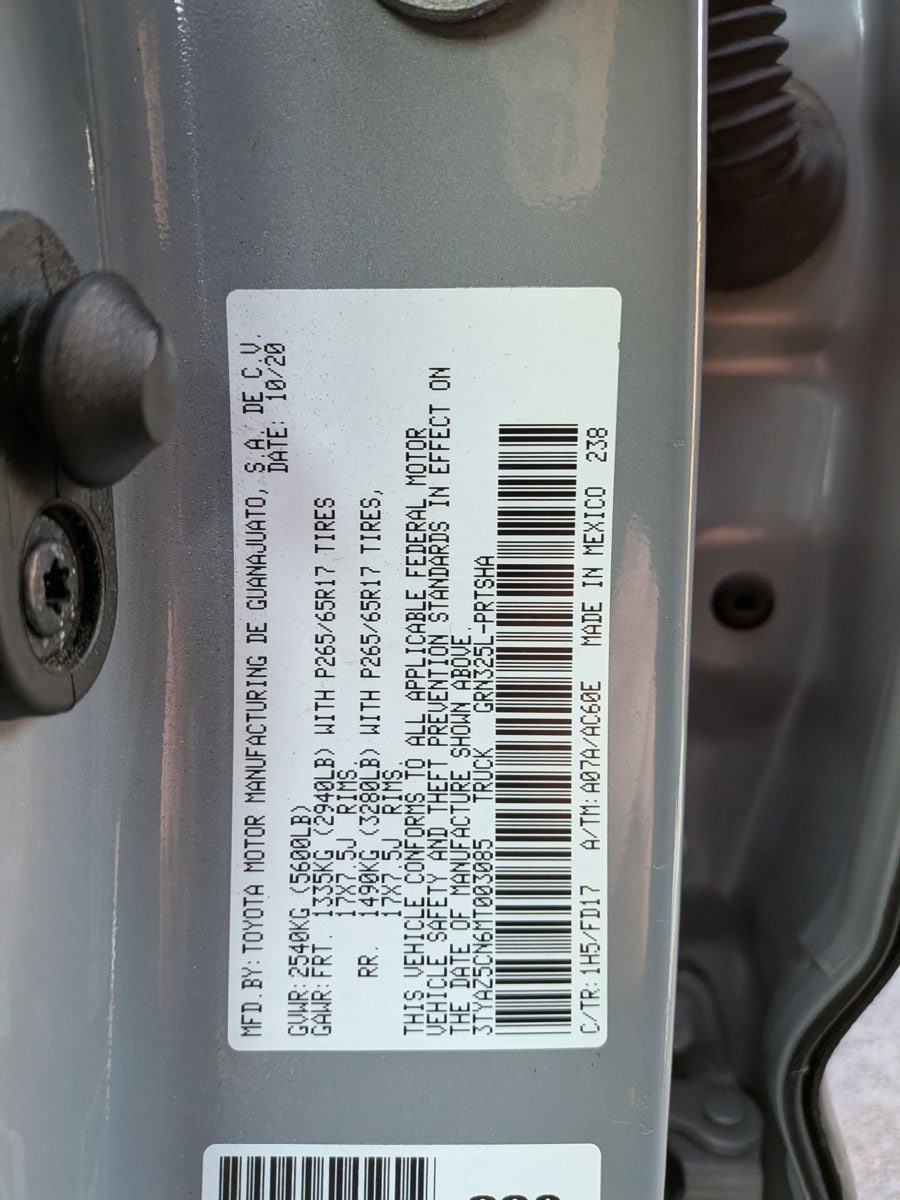 MFD.BY:TOYOTA MOTOR MANUFACTURING DE GUANAJUATO, S.A. DE C.V.
DATE: 10/20
GVWR:2540KG (5600LB)
GAWR:FRT. 1335KG (2940LB) WITH P265/65R17 TIRES
17X7.5J RIMS.
RR. 1490KG (3280LB) WITH P265/65R17 TIRES,
17X7.5J RIMS.
THIS VEHICLE CONFORMS TO ALL APPLICABLE FEDERAL MOTOR
VEHICLE SAFETY AND THEFT PREVENTION STANDARDS IN EFFECT ON
THE DATE OF MANUFACTURE SHOWN ABOVE.
3TYAZ5CN6MT003085 TRUCK GRN325L-PRTSHA
C/TR:1H5/FD17 A/TM:A07A/AC60E MADE IN MEXICO 238